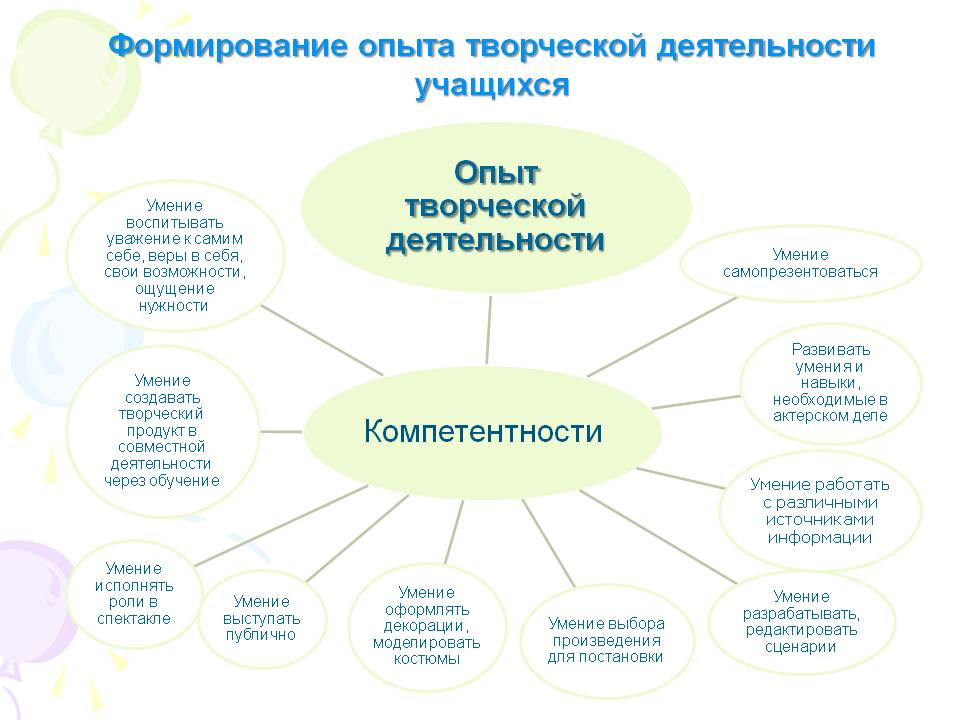 Формирование опыта творческой деятельности
учащихся
Опыт
творческой
деятельности
Умение
воспитывать
уважение к самим
себе, веры в себя,
свои возможности,
ощущение
нужности
Умение
самопрезентоваться
Развивать
умения и
навыки,
необходимые в
актерском деле
Умение
создавать
творческий
продукт в
совместной
деятельности
через обучение
Компетентности
Умение работать
с различными
источниками
информации
Умение
исполнять
роли в
спектакле
Умение
выступать
публично
Умение
оформлять
декорации,
моделировать
костюмы
Умение выбора
произведения
для постановки
Умение
разрабатывать,
редактировать
сценарии